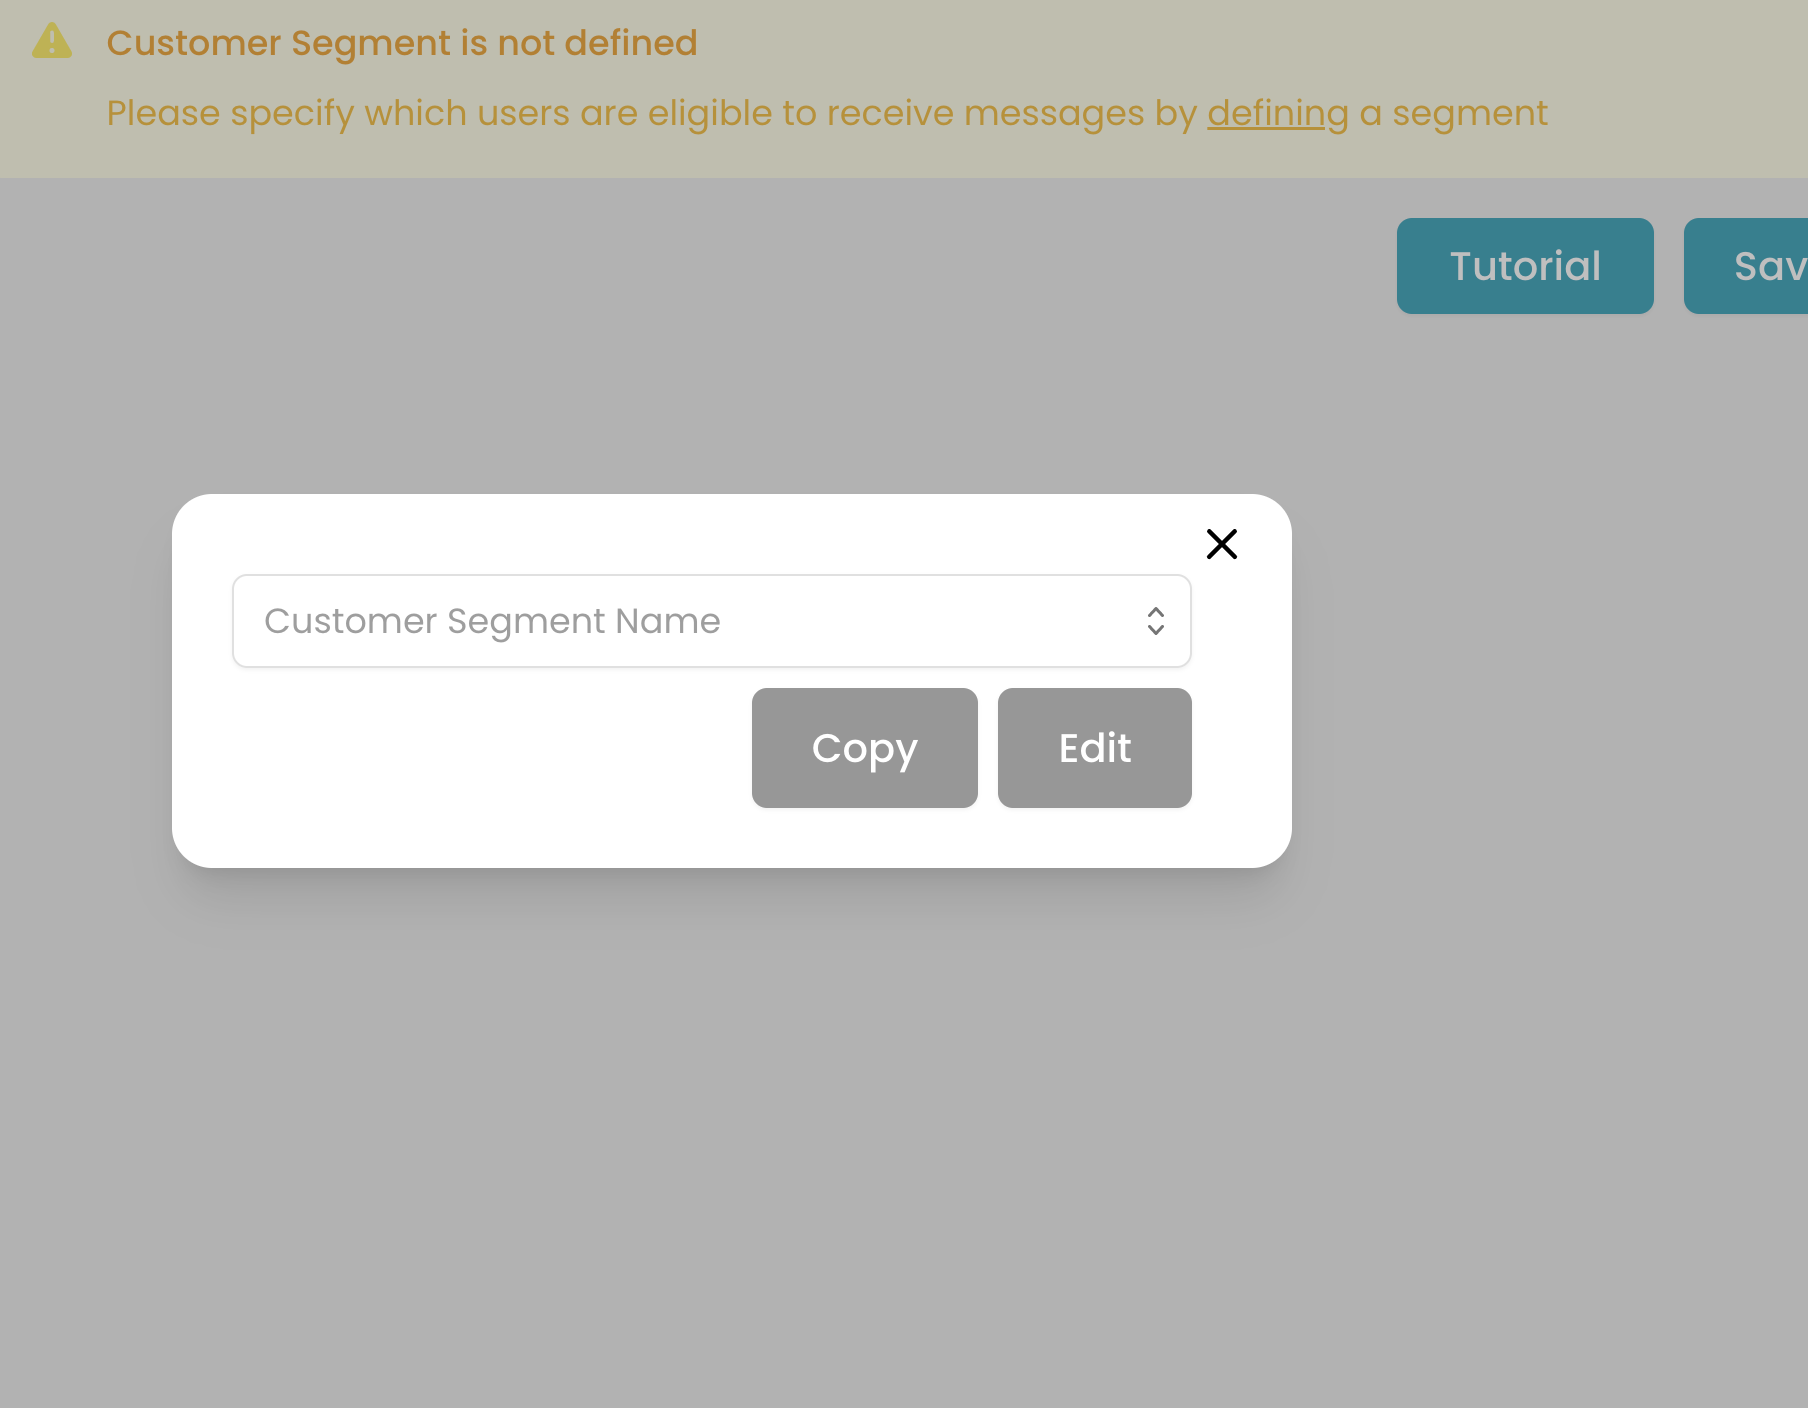 Customer Segment is not defined
Please specify which users are eligible to receive messages by defining a segment
Tutorial
Sav
Customer Segment Name
Copy
Edit